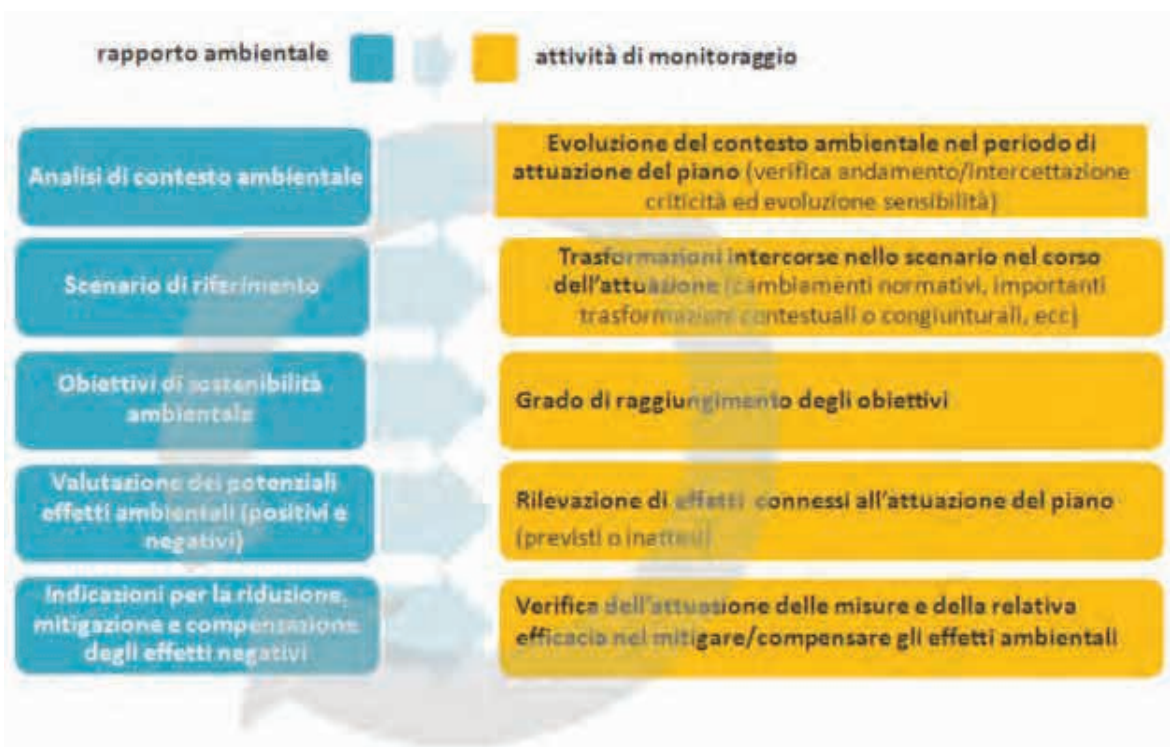 rapporto ambientale
attività di monitoraggio
Analisi di contesto ambientale
Evoluzione del contesto ambientale nel periodo di
attuazione del piano (verifica andamento/intercettazione
criticità ed evoluzione sensibilità)
Scenario di riferimento
Trasformazioni intercorse nello scenario nel corso
dell'attuazione (cambiamenti normativi, importanti
trasformazioni contestuali o congiunturali, ecc)
Obiettivi di sostenibilità
ambientale
Grado di raggiungimento degli obiettivi
Valutazione dei potenziali
effetti ambientali (positivi e
negativi)
Rilevazione di effetti connessi all'attuazione del piano
(previsti o inattesi)
Indicazioni per la riduzione,
mitigazione e compensazione
degli effetti negativi
Verifica dell'attuasione delle misure e della relativa
efficacia nel mitigare/compensare gli effetti ambientali